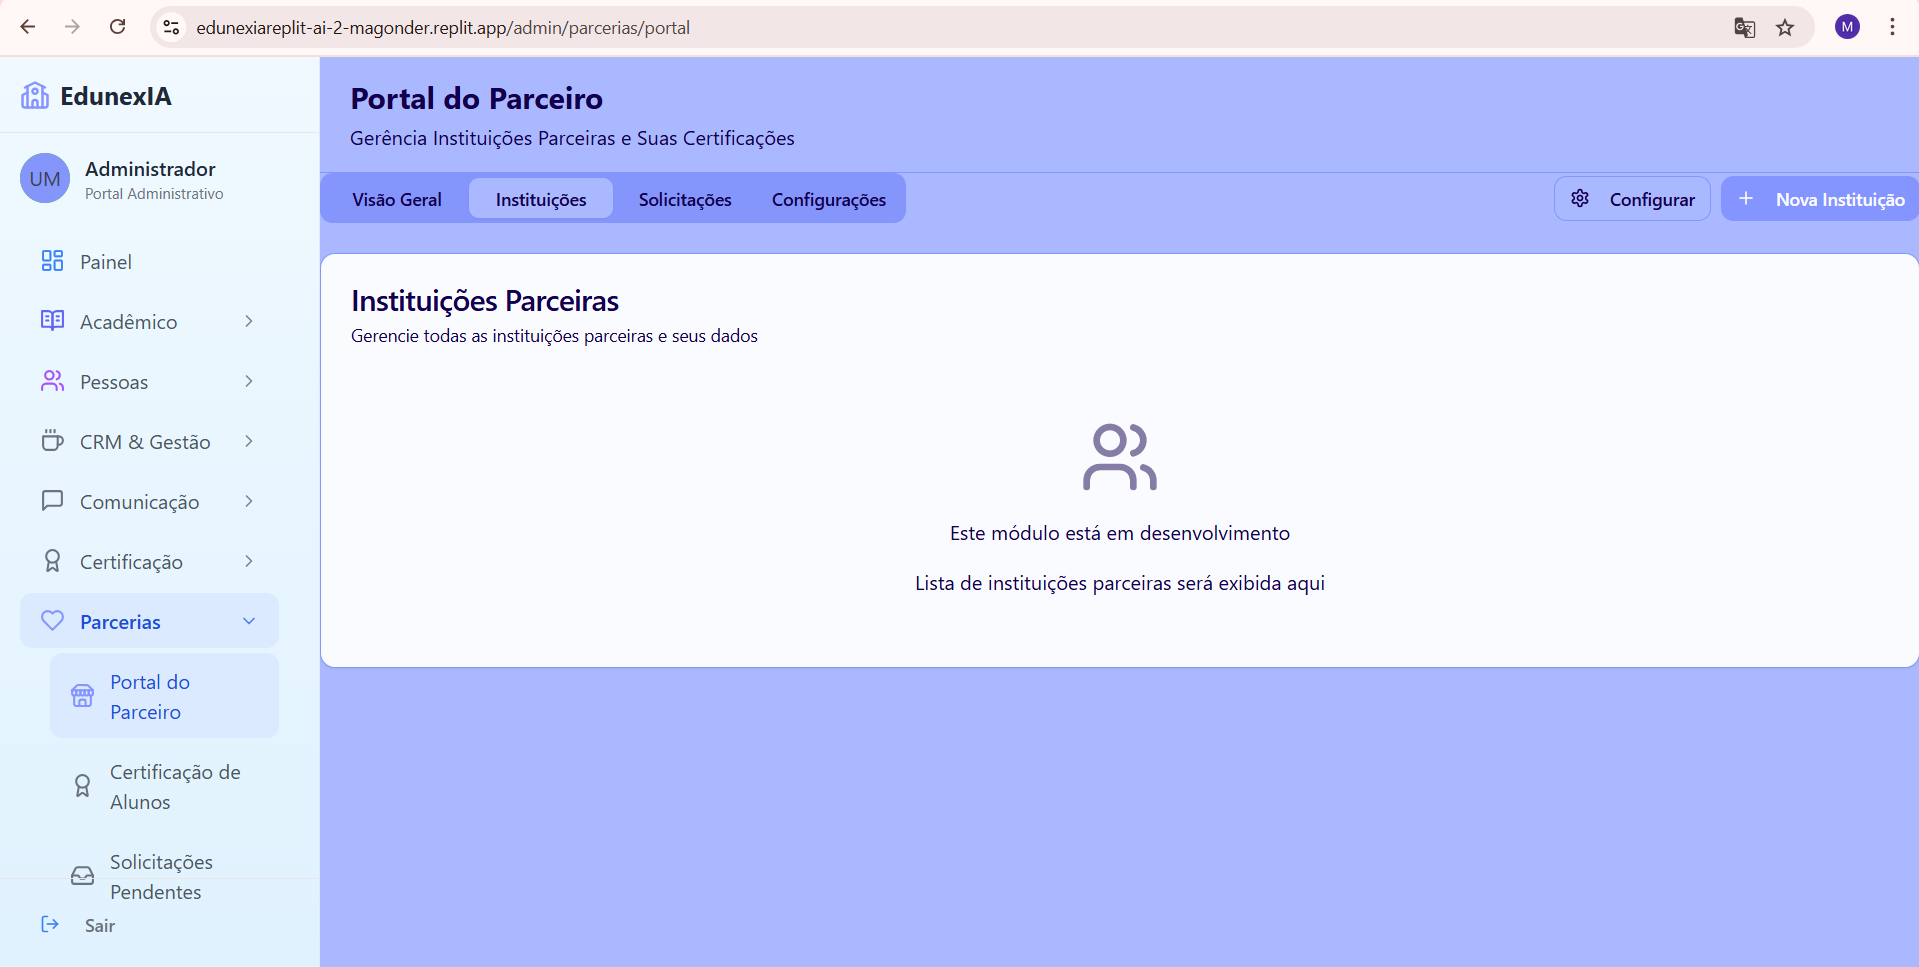 edunexiareplit-ai-2-magonder.replit.app/admin/parcerias/portal
M
EdunexIA
UM
Administrador
Portal Administrativo
Painel
Acadêmico
Pessoas
CRM & Gestão
Comunicação
Certificação
Parcerias
Portal do
Parceiro
Certificação de
Alunos
Solicitações
Pendentes
Sair
Portal do Parceiro
Gerência Instituições Parceiras e Suas Certificações
Visão Geral
Instituições
Solicitações
Configurações
Configurar
Nova Instituição
Instituições Parceiras
Gerencie todas as instituições parceiras e seus dados
Este módulo está em desenvolvimento
Lista de instituições parceiras será exibida aqui